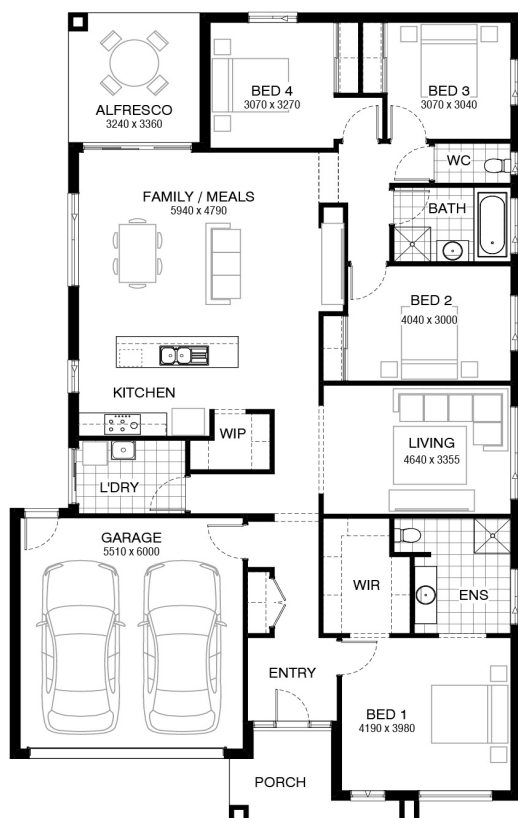 BED 4
3070 x 3270
BED 3
3070 x 3040
ALFRESCO
3240 x 3360
WC
FAMILY / MEALS
5940 x 4790
BATH
BED 2
4040 x 3000
KITCHEN
WIP
LIVING
4640 x 3355
L'DRY
GARAGE
5510 x 6000
WIR
ENS
ENTRY
BED 1
4190 x 3980
PORCH